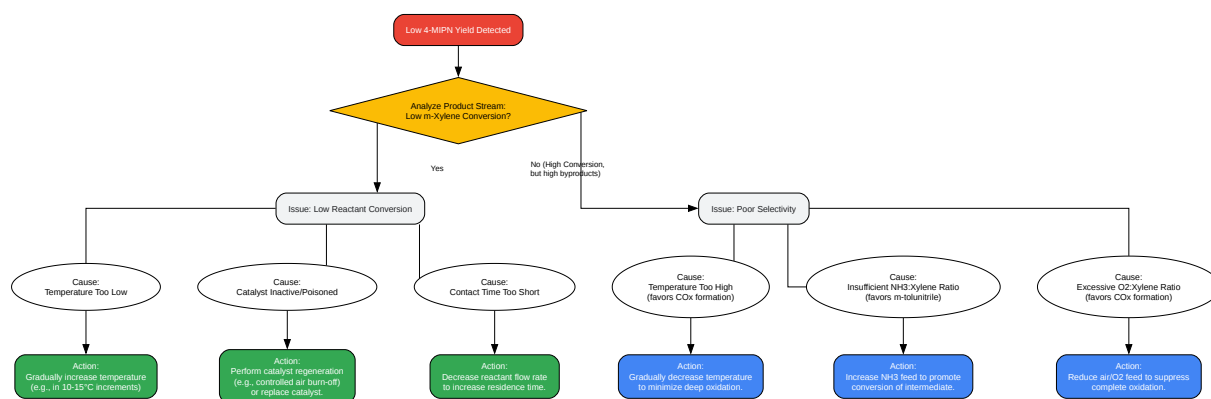 Low 4-MIPN Yield Detected
Analyze Product Stream:
Low m-Xylene Conversion?
Yes
No (High Conversion,
but high byproducts)
Issue: Low Reactant Conversion
Issue: Poor Selectivity
Cause:
Temperature Too Low
Cause:
Catalyst Inactive/Poisoned
Cause:
Contact Time Too Short
Cause:
Temperature Too High
(favors COx formation)
Cause:
Insufficient NH3:Xylene Ratio
(favors m-tolunitrile)
Cause:
Excessive O2:Xylene Ratio
(favors COx formation)
Action:
Gradually increase temperature
(e.g., in 10-15°C increments)
Action:
Perform catalyst regeneration
(e.g., controlled air burn-off)
or replace catalyst.
Action:
Decrease reactant flow rate
to increase residence time.
Action:
Gradually decrease temperature
to minimize deep oxidation.
Action:
Increase NH3 feed to promote
conversion of intermediate.
Action:
Reduce air/O2 feed to suppress
complete oxidation.